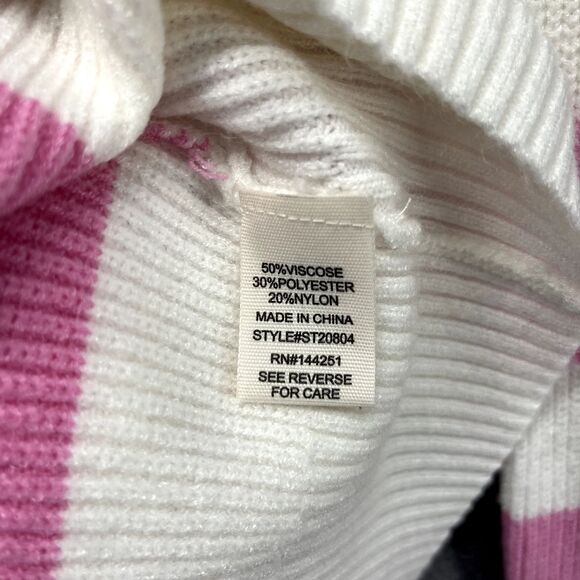 50%VISCOSE
30%POLYESTER
20%NYLON
MADE IN CHINA
STYLE#ST20804
RN#144251
SEE REVERSE
FOR CARE